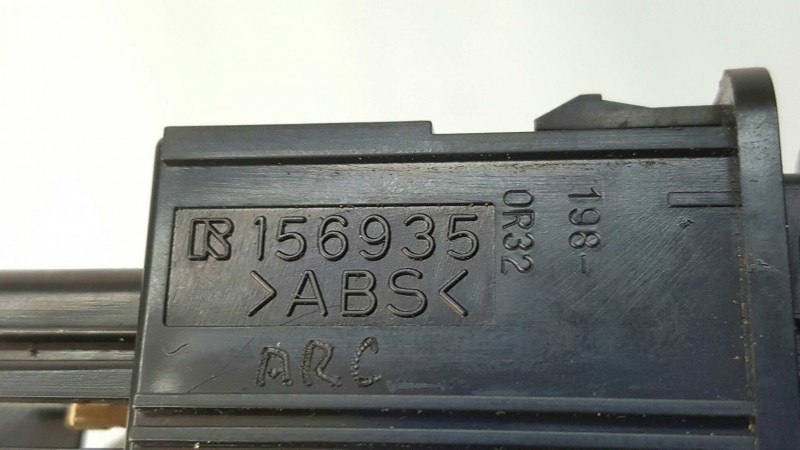 R 156935
>ABS<
198-
0R32
ARC